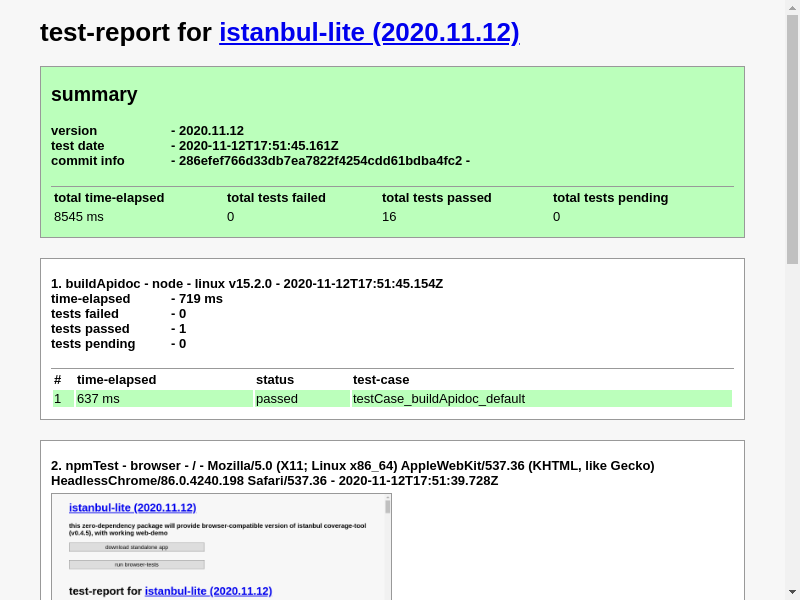 test-report for istanbul-lite (2020.11.12)
summary
version - 2020.11.12
test date - 2020-11-12T17:51:45.161Z
commit info - 286efef766d33db7ea7822f4254cdd61bdba4fc2 -
total time-elapsed total tests failed total tests passed total tests pending
8545 ms 0 16 0
1. buildApidoc - node - linux v15.2.0 - 2020-11-12T17:51:45.154Z
time-elapsed - 719 ms
tests failed - 0
tests passed - 1
tests pending - 0
# time-elapsed status test-case
1 637 ms passed testCase_buildApidoc_default
2. npmTest - browser - / - Mozilla/5.0 (X11; Linux x86_64) AppleWebKit/537.36 (KHTML, like Gecko)
HeadlessChrome/86.0.4240.198 Safari/537.36 - 2020-11-12T17:51:39.728Z
istanbul-lite (2020.11.12)
this zero-dependency package will provide browser-compatible version of istanbul coverage-tool
(v0.4.5), with working web-demo
download standalone app
run browser-tests
test-report for istanbul-lite (2020.11.12)